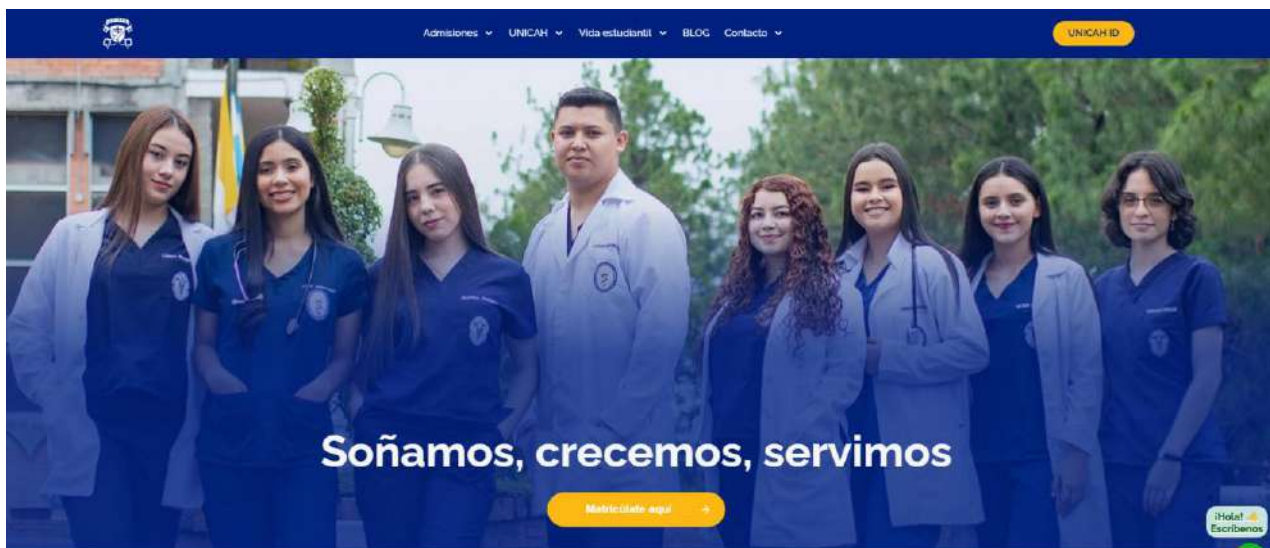 Admisiones UNICAH Vida estudiantil BLOG Contacto UNICAH ID
Soñamos, crecemos, servimos
Matricúlate aquí
¡Hola!
Escríbenos